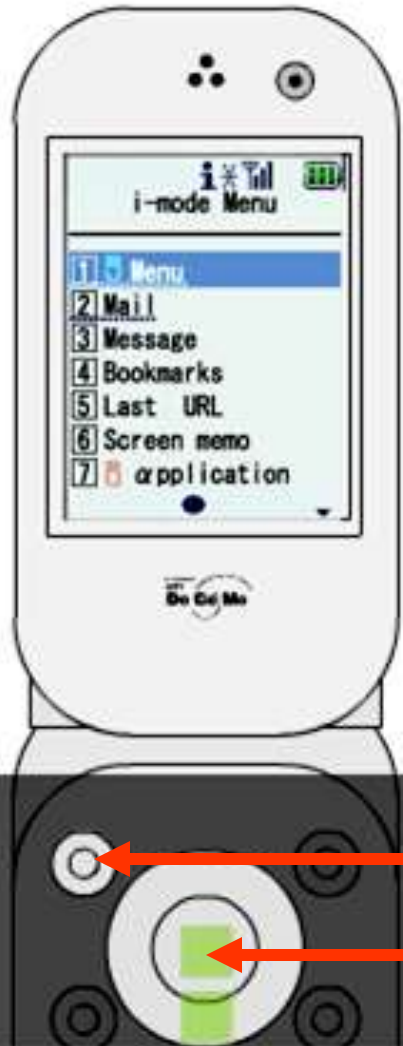 i-mode Menu
1 Menu
2 Mail
3 Message
4 Bookmarks
5 Last URL
6 Screen memo
7 αpplication
NTT
DoCoMo